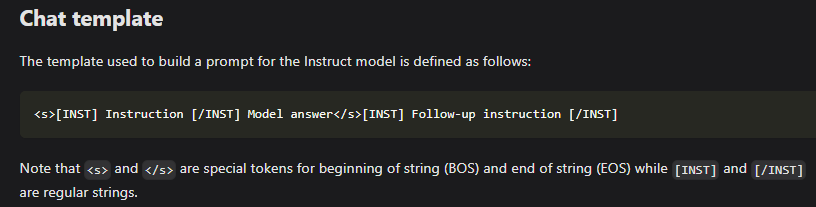 Chat template
The template used to build a prompt for the Instruct model is defined as follows:
<s>[INST] Instruction [/INST] Model answer</s>[INST] Follow-up instruction [/INST]
Note that <s> and </s> are special tokens for beginning of string (BOS) and end of string (EOS) while [INST] and [/INST]
are regular strings.